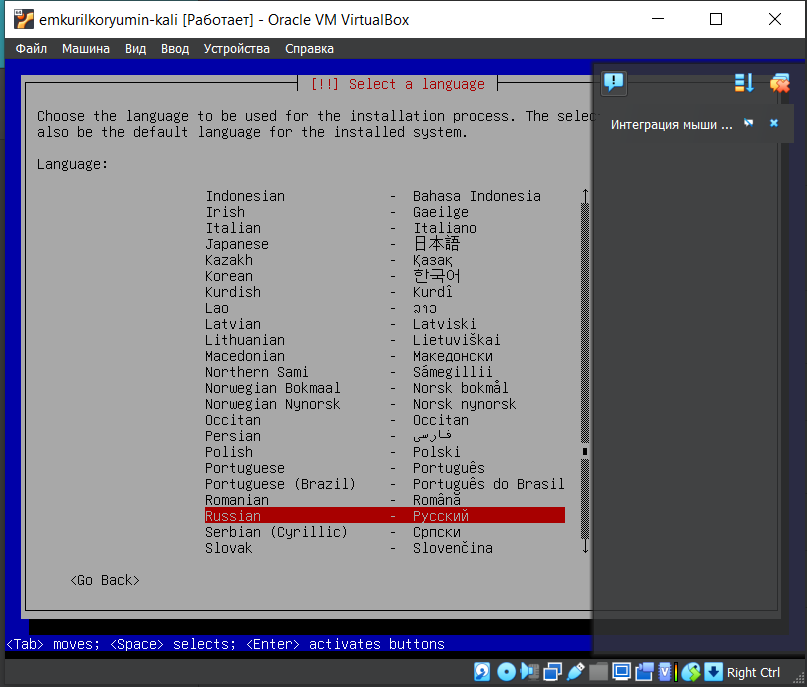 emkurilkoryumin-kali [Работает] - Oracle VM VirtualBox
Файл Машина Вид Ввод Устройства Справка
[!!] Select a language
Choose the language to be used for the installation process. The
also be the default language for the installed system.
Интеграция мыши ...
Language:
Indonesian - Bahasa Indonesia
Irish - Gaeilge
Italian - Italiano
Japanese - 日本語
Kazakh - Қазақ
Korean - 한국어
Kurdish - Kurdî
Lao - ລາວ
Latvian - Latviski
Lithuanian - Lietuviškai
Macedonian - Македонски
Northern Sami - Sámegillii
Norwegian Bokmaal - Norsk bokmål
Norwegian Nynorsk - Norsk nynorsk
Occitan - Occitan
Persian - فارسی
Polish - Polski
Portuguese - Português
Portuguese (Brazil) - Português do Brasil
Romanian - Română
Russian - Русский
Serbian (Cyrillic) - Српски
Slovak - Slovenčina
<Go Back>
<Tab> moves; <Space> selects; <Enter> activates buttons
Right Ctrl